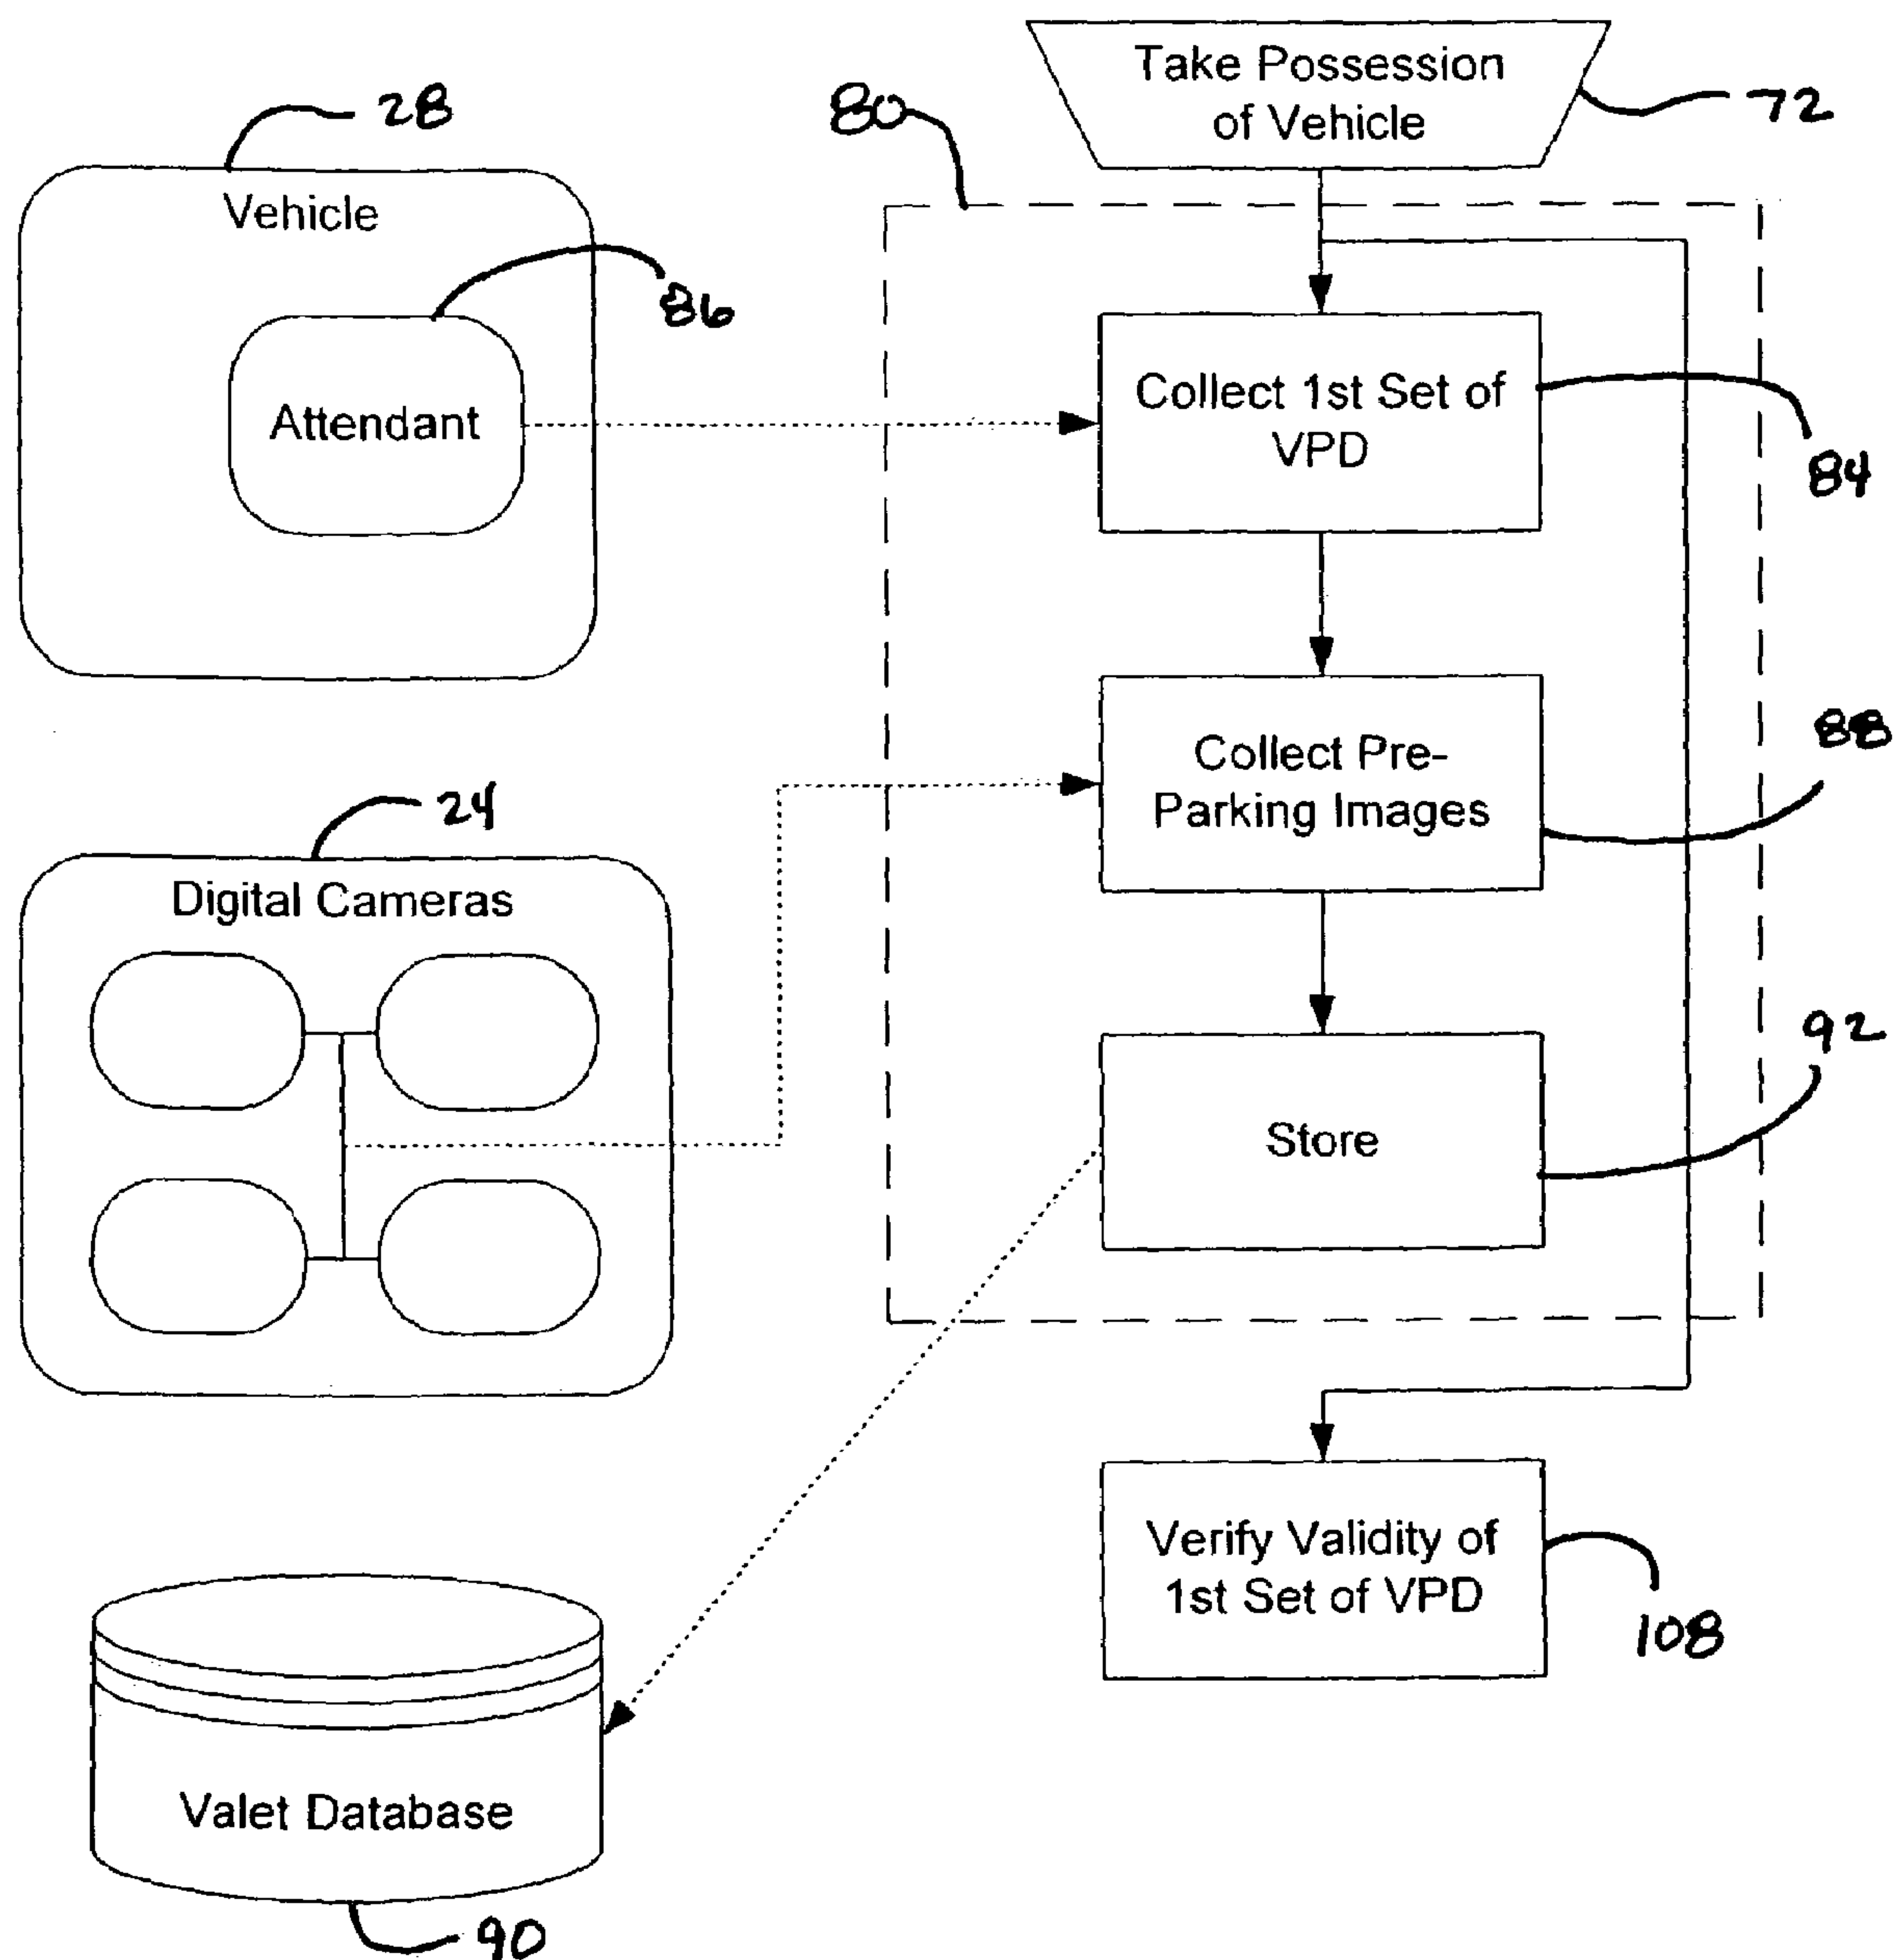 Take Possession
of Vehicle
72
80
28
Vehicle
86
Attendant
Collect 1st Set of
VPD
84
Collect Pre-
Parking Images
88
24
Digital Cameras
Store
92
Verify Validity of
1st Set of VPD
108
Valet Database
90